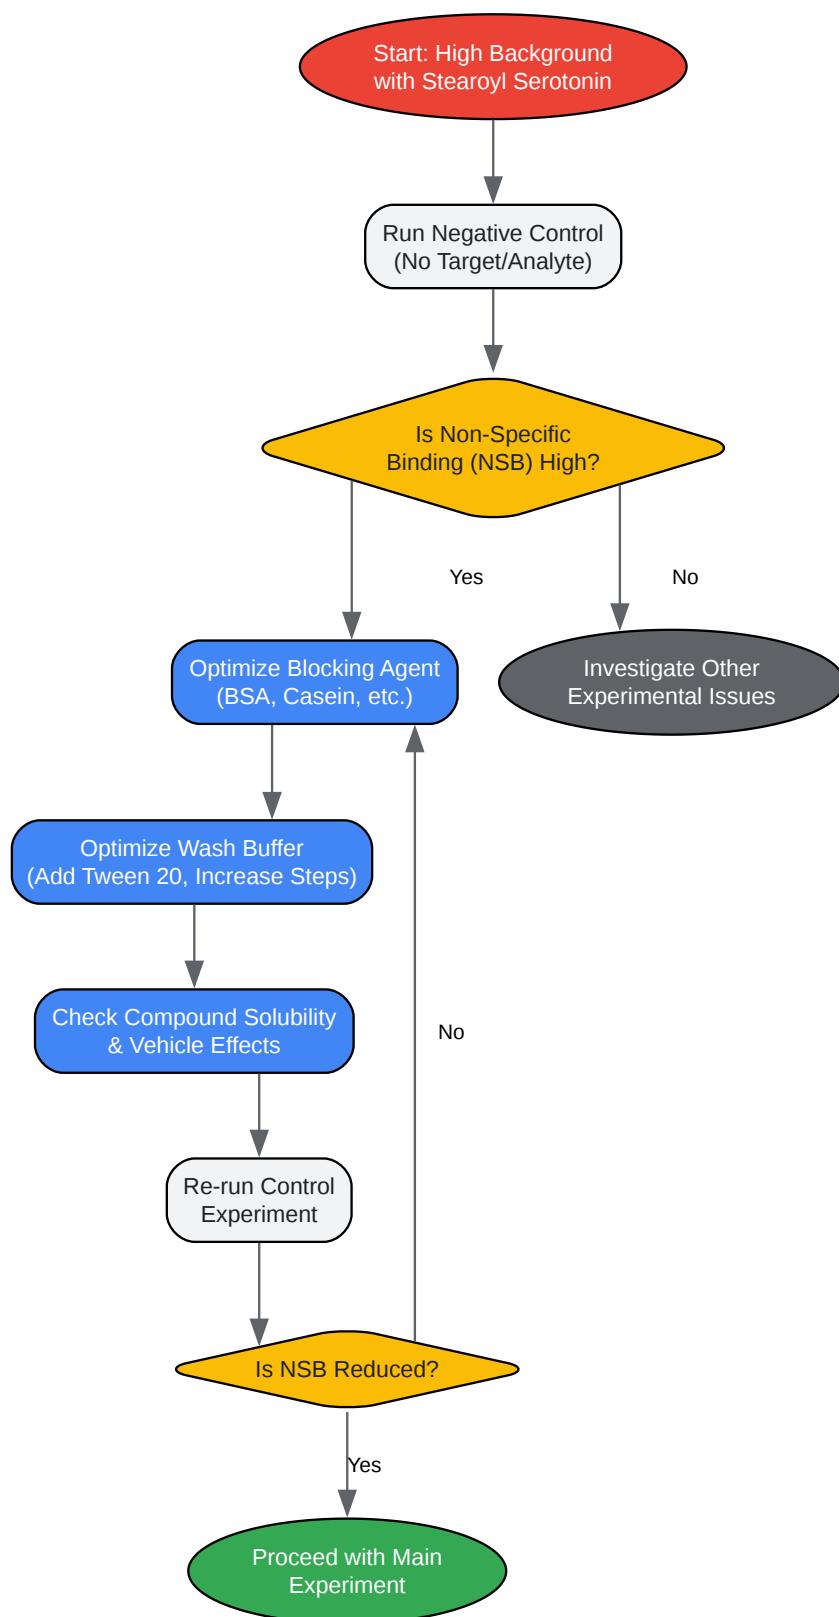 Start: High Background
with Stearoyl Serotonin
Run Negative Control
(No Target/Analyte)
Is Non-Specific
Binding (NSB) High?
Yes
No
Optimize Blocking Agent
(BSA, Casein, etc.)
Investigate Other
Experimental Issues
Optimize Wash Buffer
(Add Tween 20, Increase Steps)
Check Compound Solubility
& Vehicle Effects
No
Re-run Control
Experiment
Is NSB Reduced?
Yes
Proceed with Main
Experiment